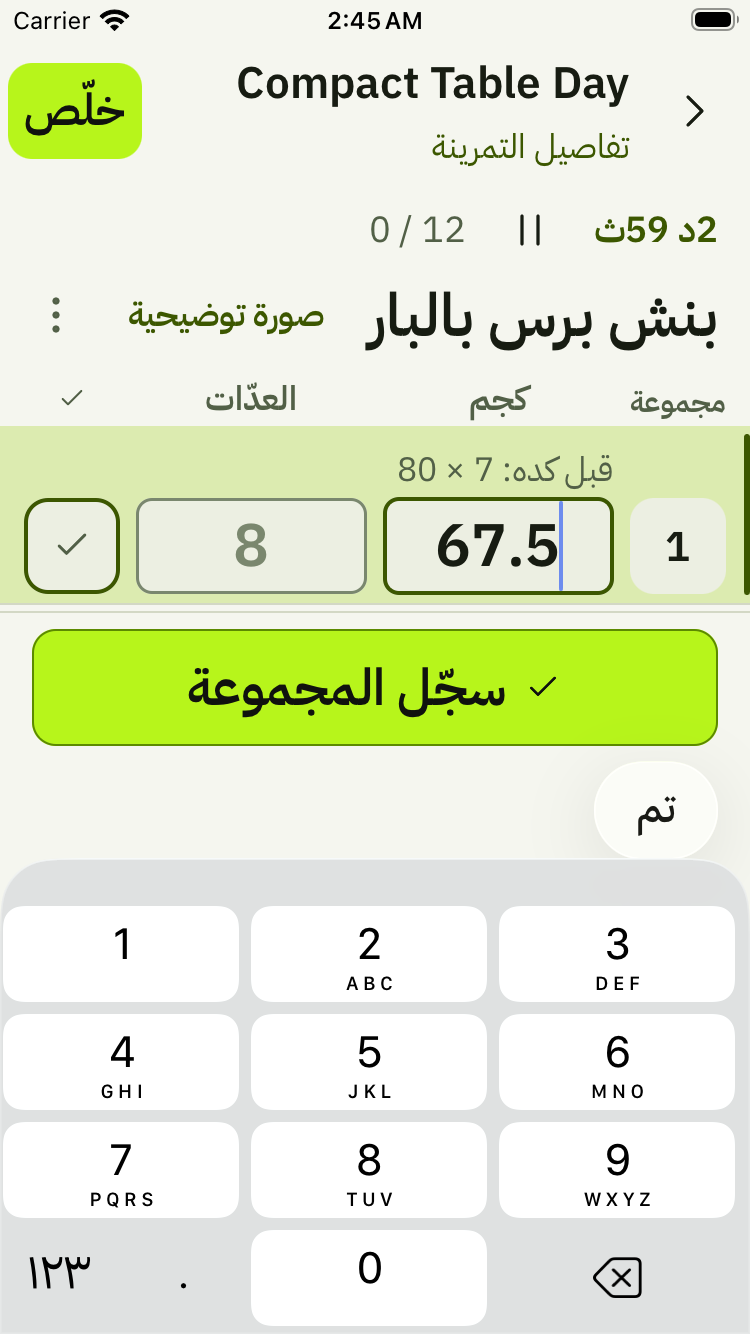 Carrier 2:45 AM
Compact Table Day
خلّص
تفاصيل التمرينة
2د 59ث
0 / 12
بنش برس بالبار
صورة توضيحية
مجموعة كجم العدّات
قبل كده: 7 × 80
1 67.5 8
سجّل المجموعة
تم
1 2 3
ABC DEF
4 5 6
GHI JKL MNO
7 8 9
PQRS TUV WXYZ
١٢٣ . 0